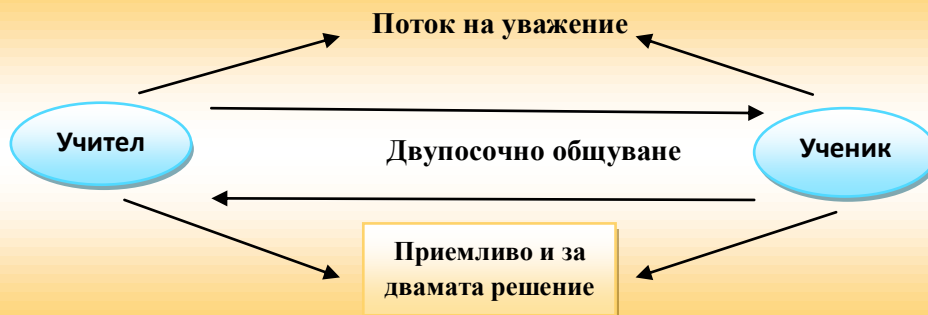 Поток на уважение
Учител
Двупосочно общуване
Ученик
Приемливо и за
двамата решение